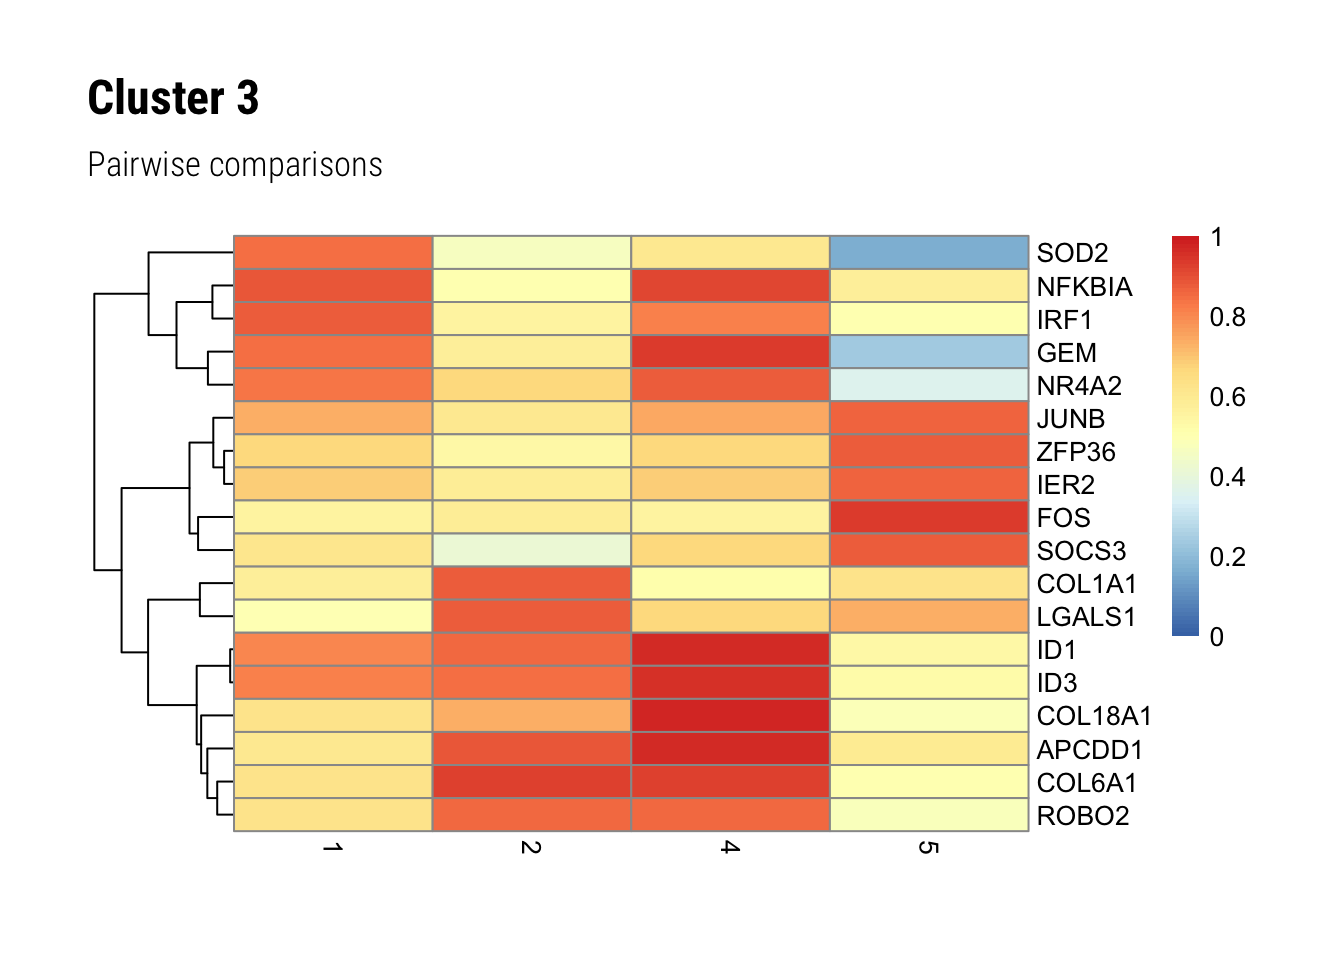 Cluster 3
Pairwise comparisons
SOD2
NFKBIA
IRF1
GEM
NR4A2
JUNB
ZFP36
IER2
FOS
SOCS3
COL1A1
LGALS1
ID1
ID3
COL18A1
APCDD1
COL6A1
ROBO2
1
0.8
0.6
0.4
0.2
0
1
2
4
5